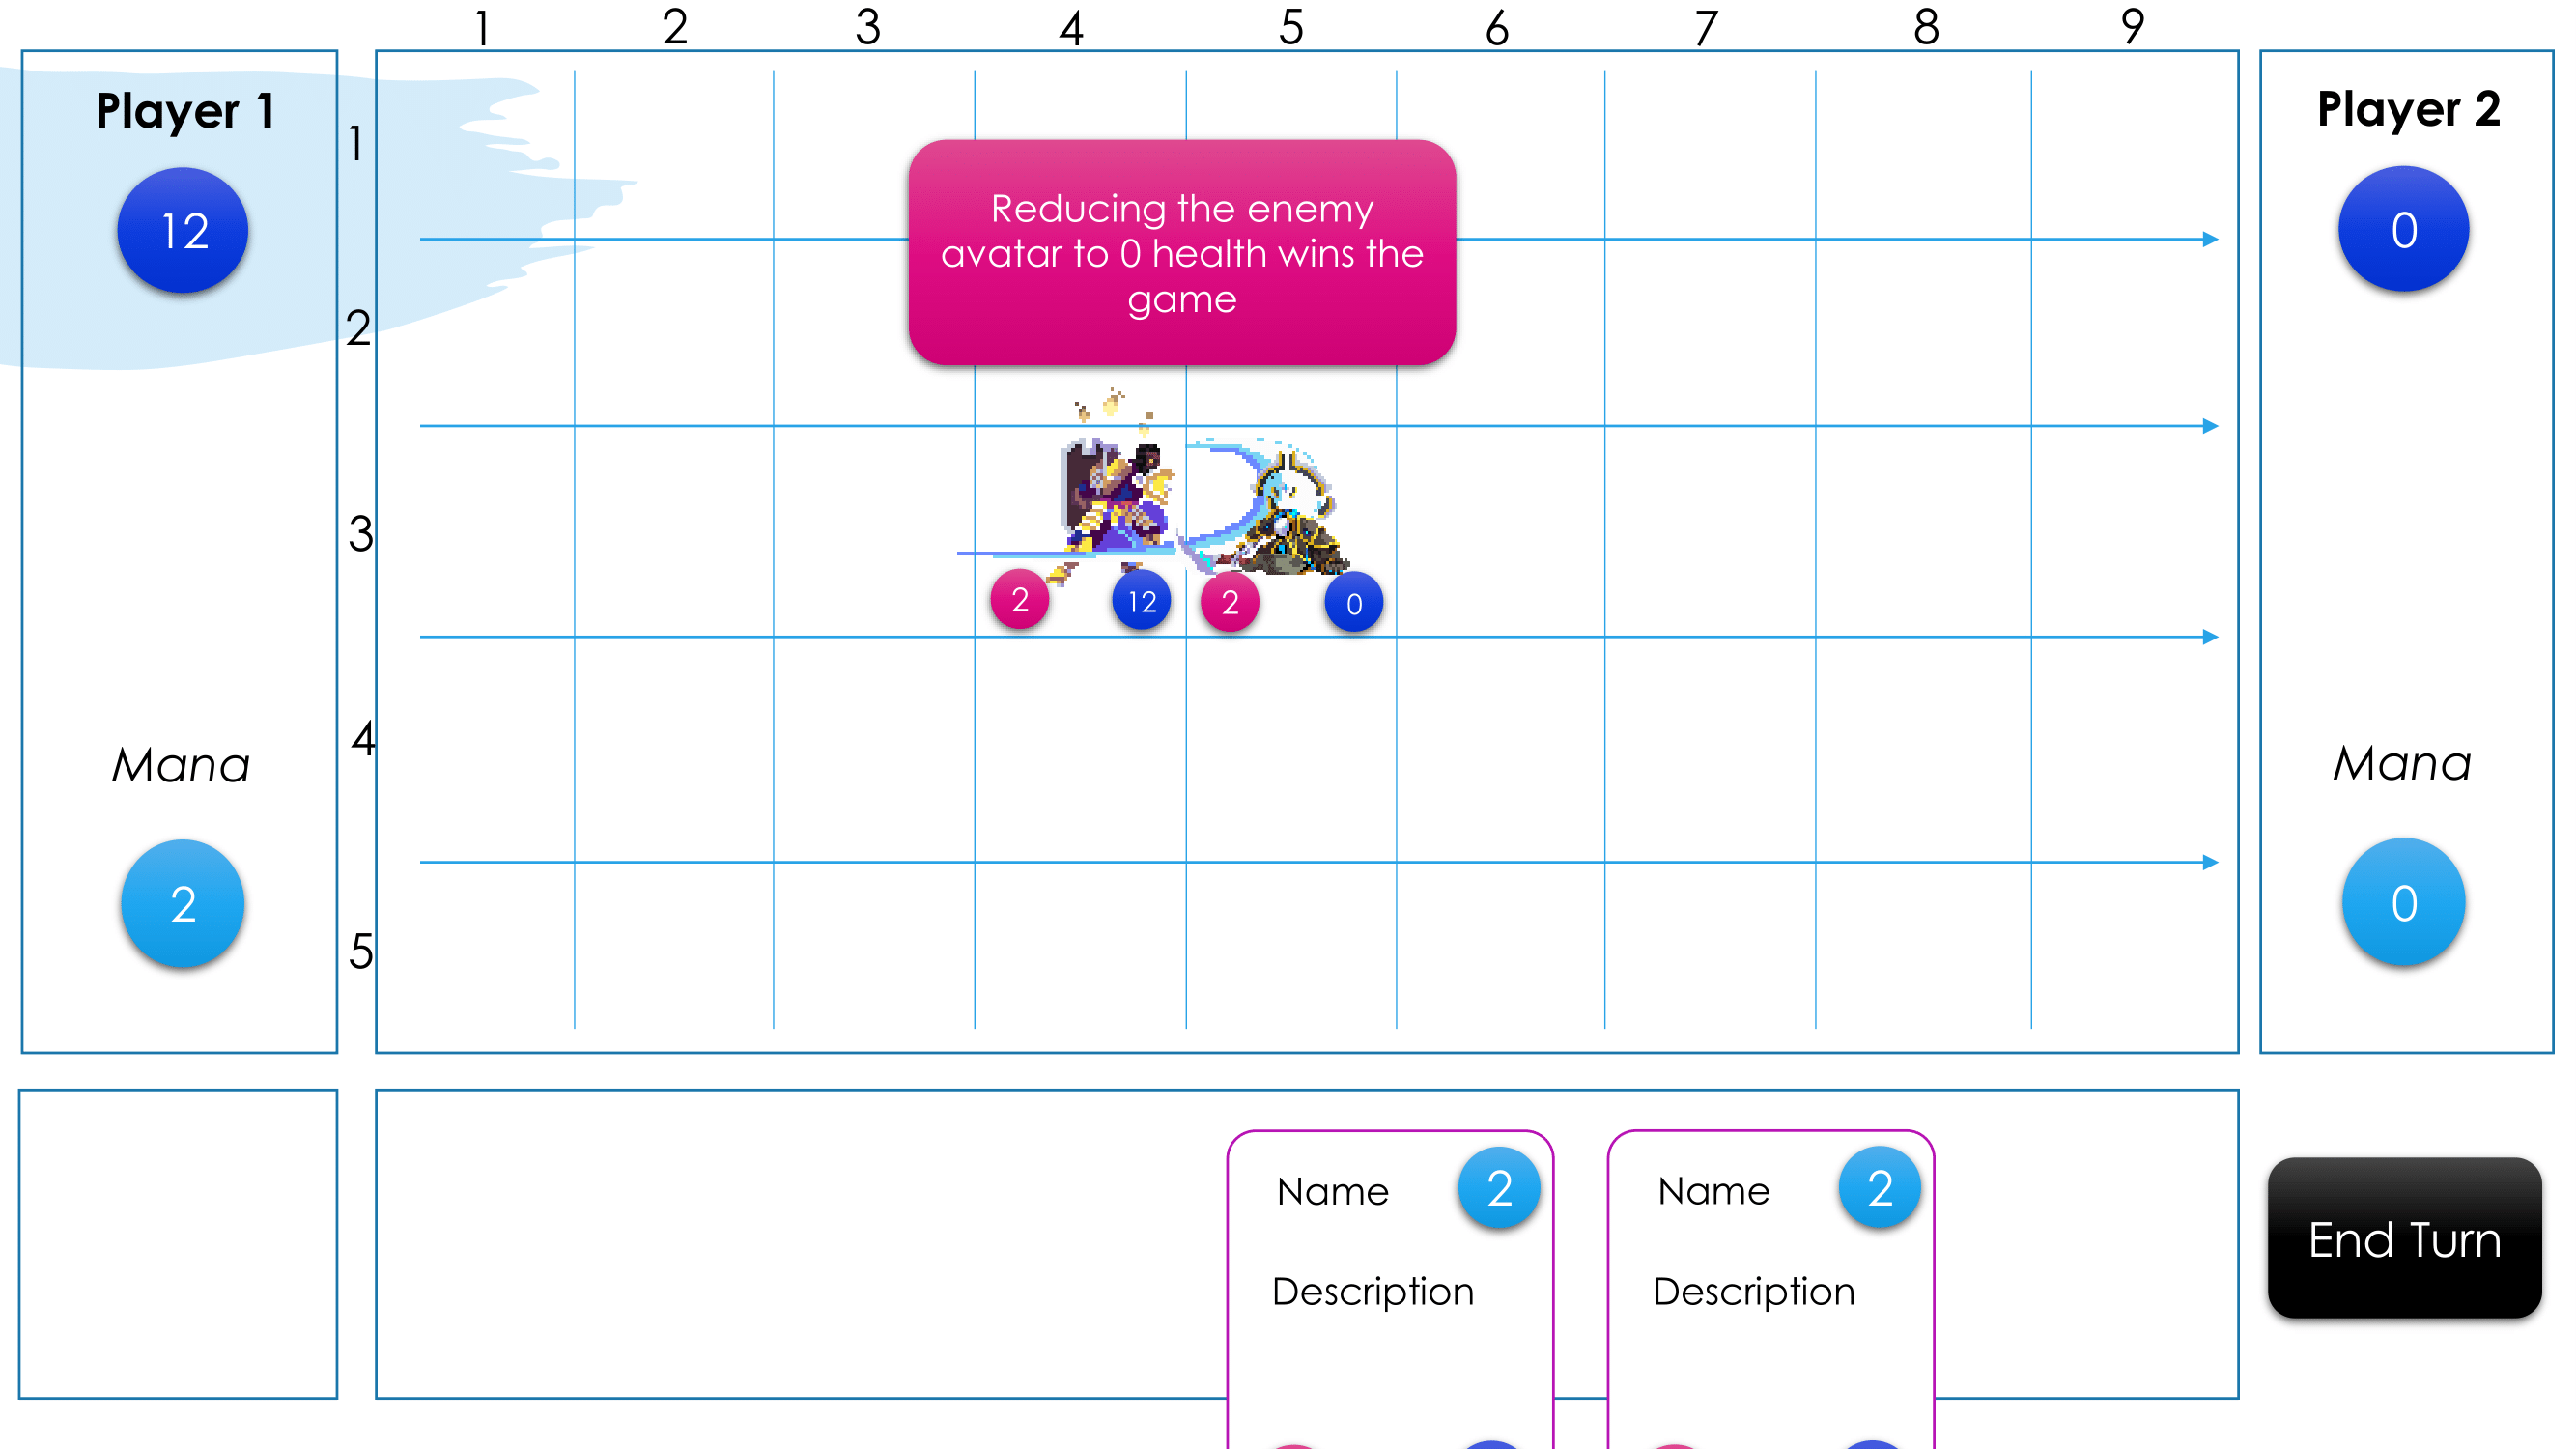 1 2 3 4 5 6 7 8 9
Player 1
12
Mana
2
1
2
3
4
5
Reducing the enemy
avatar to 0 health wins the
game
2 12 2 0
Player 2
0
Mana
0
Name 2
Description
Name 2
Description
End Turn